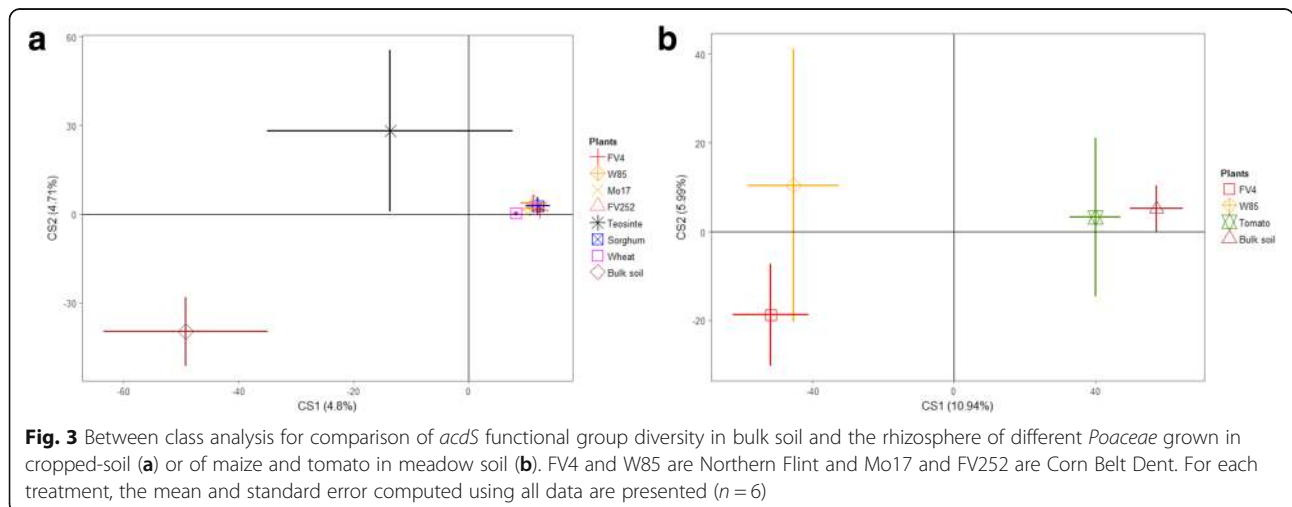 a
60
30
0
-30
CS2 (4.71%)
-60
-40
-20
0
CS1 (4.8%)
Plants
FV4
W85
Mo17
FV252
Teosinte
Sorghum
Wheat
Bulk soil
b
40
20
0
-20
CS2 (5.99%)
-40
0
40
CS1 (10.94%)
Plants
FV4
W85
Tomato
Bulk soil
Fig. 3 Between class analysis for comparison of acdS functional group diversity in bulk soil and the rhizosphere of different Poaceae grown in
cropped-soil (a) or of maize and tomato in meadow soil (b). FV4 and W85 are Northern Flint and Mo17 and FV252 are Corn Belt Dent. For each
treatment, the mean and standard error computed using all data are presented (n = 6)